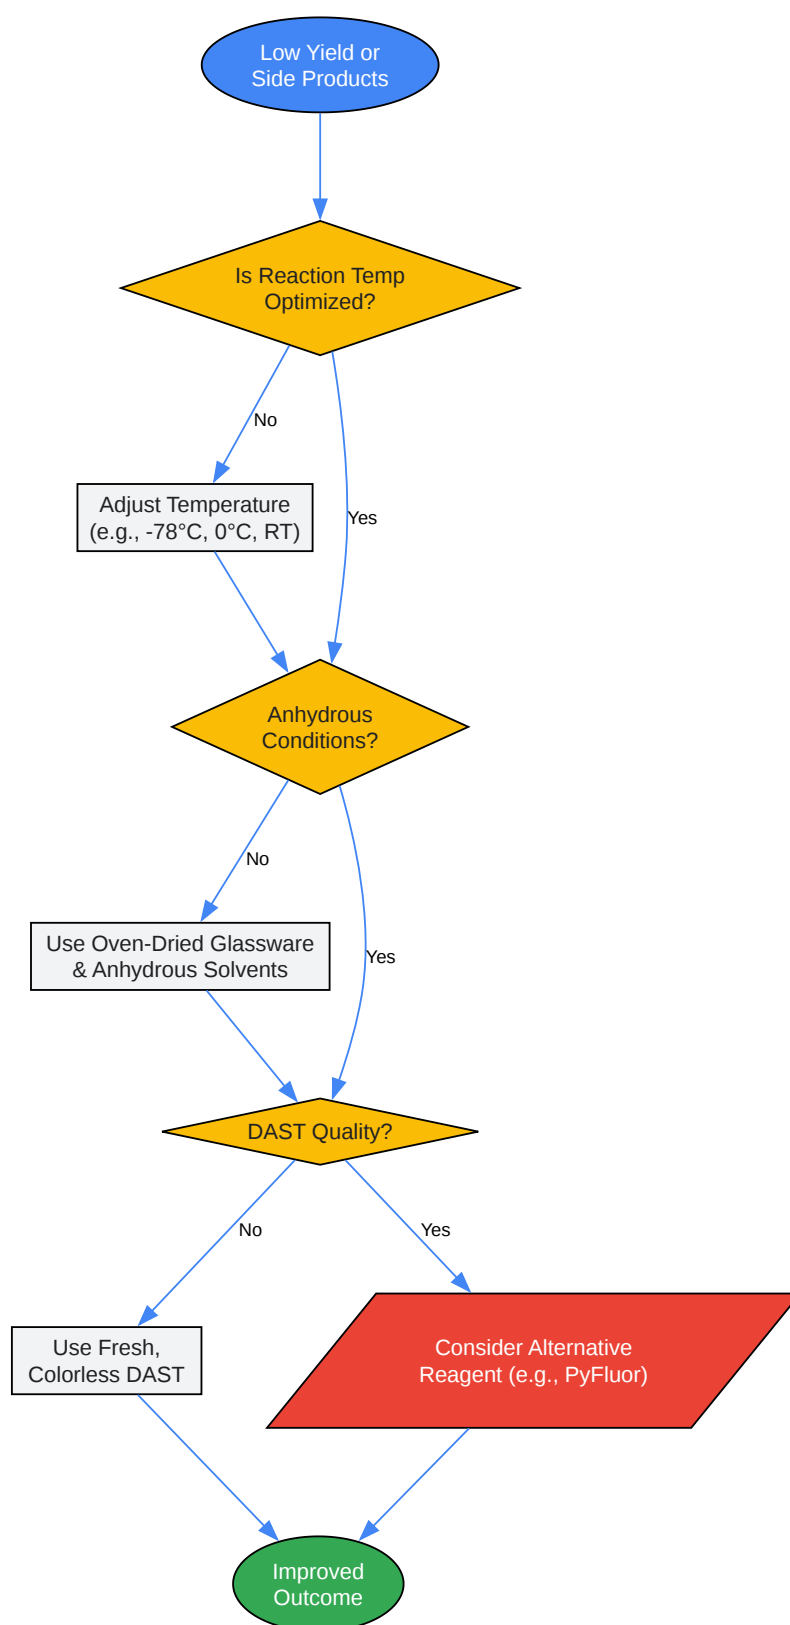 Low Yield or
Side Products
Is Reaction Temp
Optimized?
No
Adjust Temperature
(e.g., -78°C, 0°C, RT)
Yes
Anhydrous
Conditions?
No
Use Oven-Dried Glassware
& Anhydrous Solvents
Yes
DAST Quality?
No
Yes
Use Fresh,
Colorless DAST
Consider Alternative
Reagent (e.g., PyFluor)
Improved
Outcome